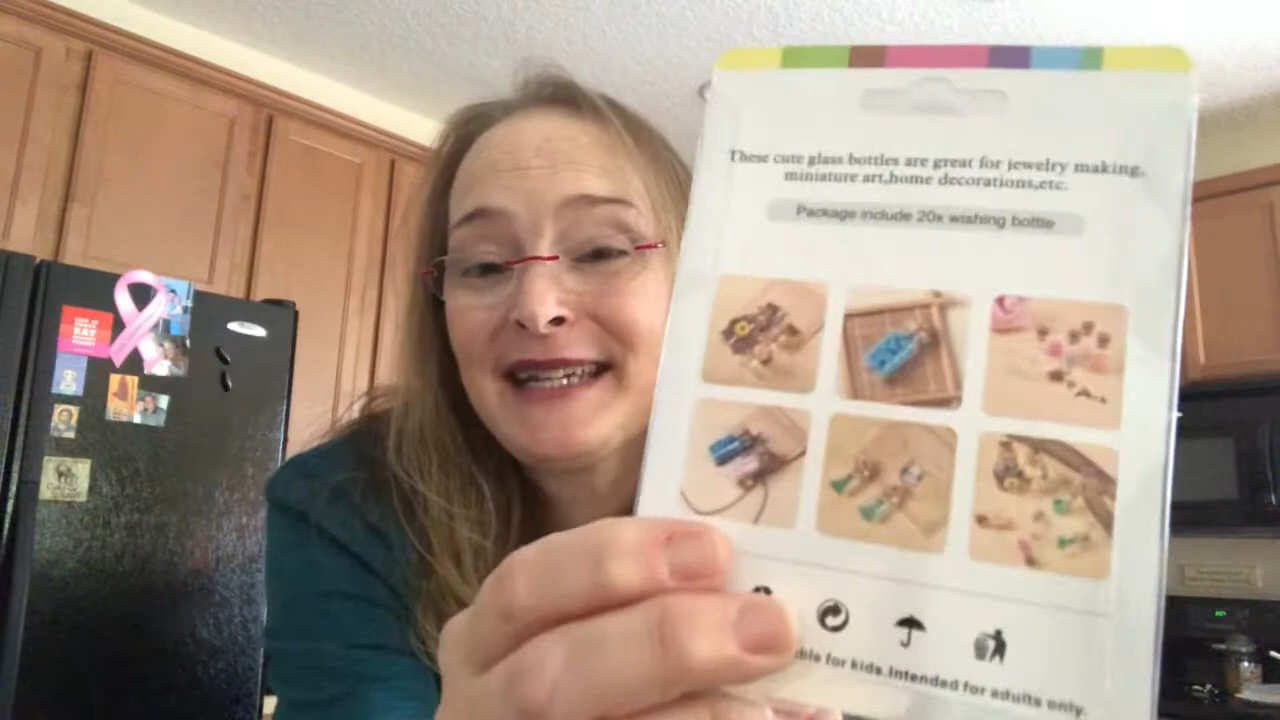 These cute glass bottles are great for jewelry making,
miniature art,home decorations,etc.
Package include 20x wishing bottle
for kids.Intended for adults only.